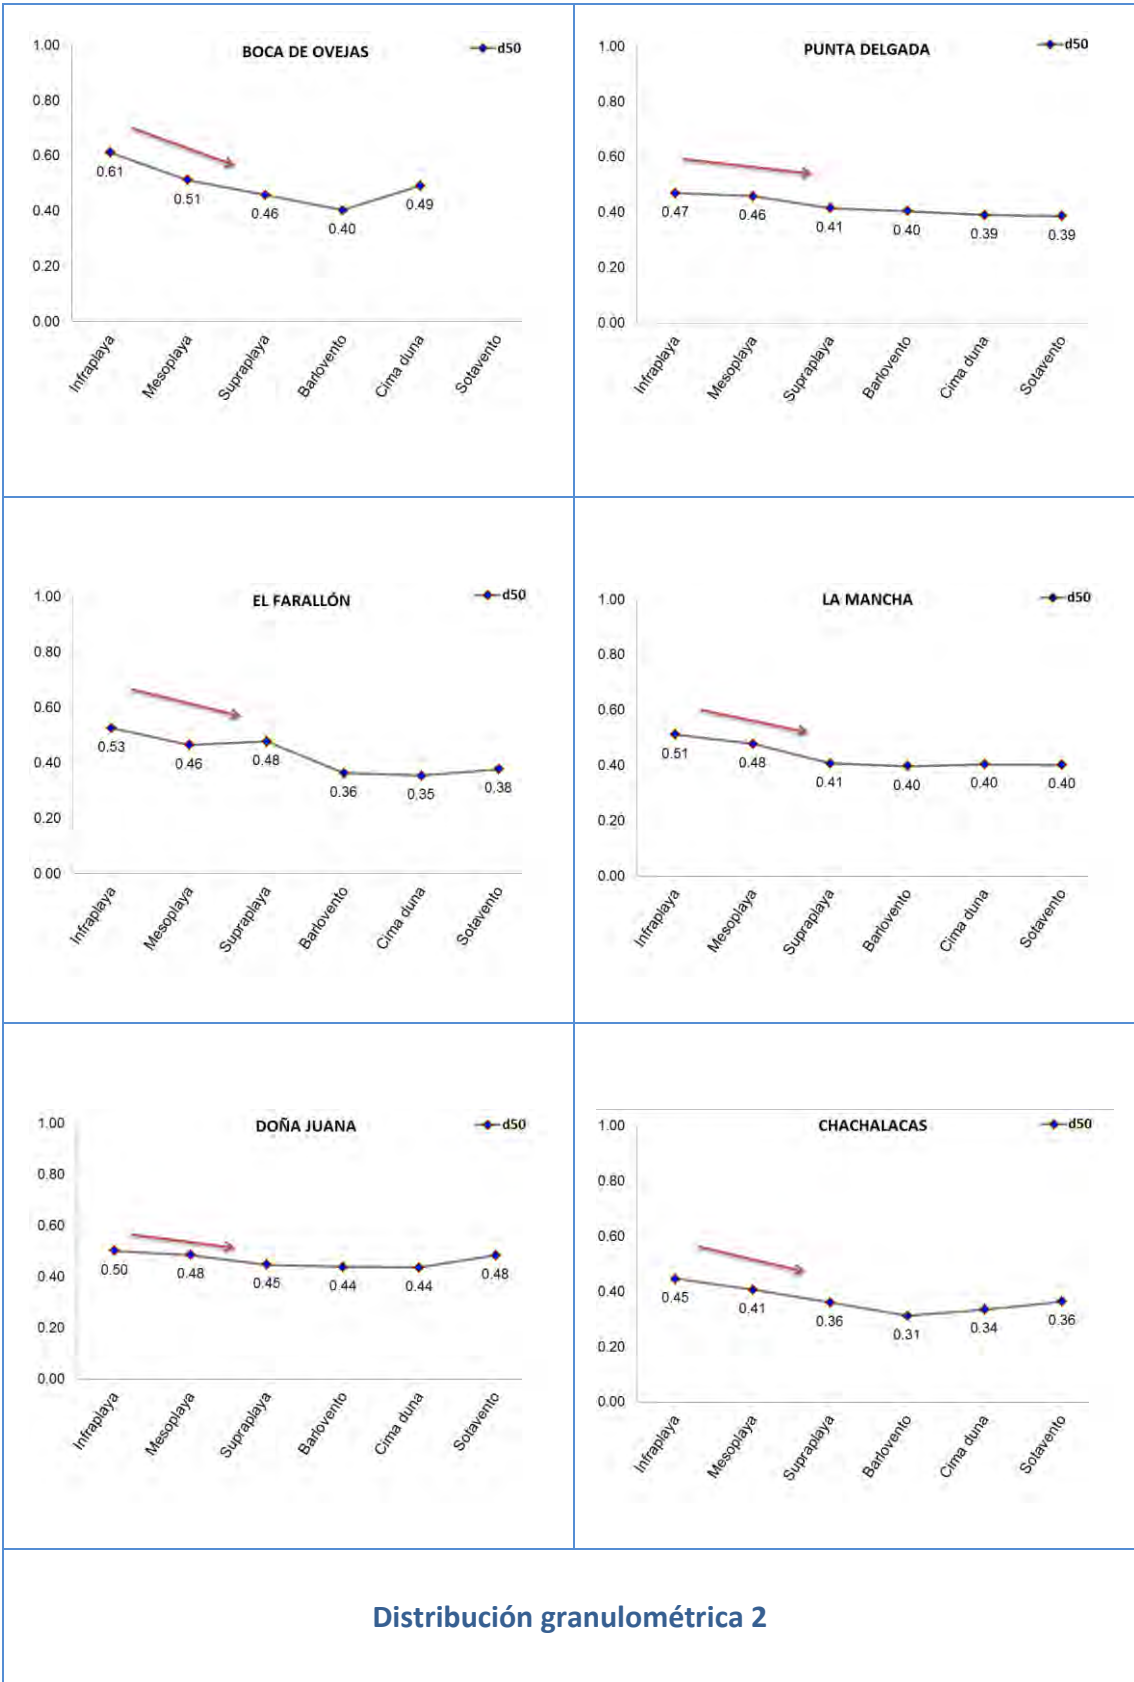 BOCA DE OVEJAS
d50
1.00
0.80
0.60
0.40
0.20
0.00
0.61
0.51
0.46
0.40
0.49
Infraplaya
Mesoplaya
Supraplaya
Barlovento
Cima duna
Sotavento
PUNTA DELGADA
d50
1.00
0.80
0.60
0.40
0.20
0.00
0.47
0.46
0.41
0.40
0.39
0.39
Infraplaya
Mesoplaya
Supraplaya
Barlovento
Cima duna
Sotavento
EL FARALLÓN
d50
1.00
0.80
0.60
0.40
0.20
0.00
0.53
0.46
0.48
0.36
0.35
0.38
Infraplaya
Mesoplaya
Supraplaya
Barlovento
Cima duna
Sotavento
LA MANCHA
d50
1.00
0.80
0.60
0.40
0.20
0.00
0.51
0.48
0.41
0.40
0.40
0.40
Infraplaya
Mesoplaya
Supraplaya
Barlovento
Cima duna
Sotavento
DOÑA JUANA
d50
1.00
0.80
0.60
0.40
0.20
0.00
0.50
0.48
0.45
0.44
0.44
0.48
Infraplaya
Mesoplaya
Supraplaya
Barlovento
Cima duna
Sotavento
CHACHALACAS
d50
1.00
0.80
0.60
0.40
0.20
0.00
0.45
0.41
0.36
0.31
0.34
0.36
Infraplaya
Mesoplaya
Supraplaya
Barlovento
Cima duna
Sotavento
Distribución granulométrica 2